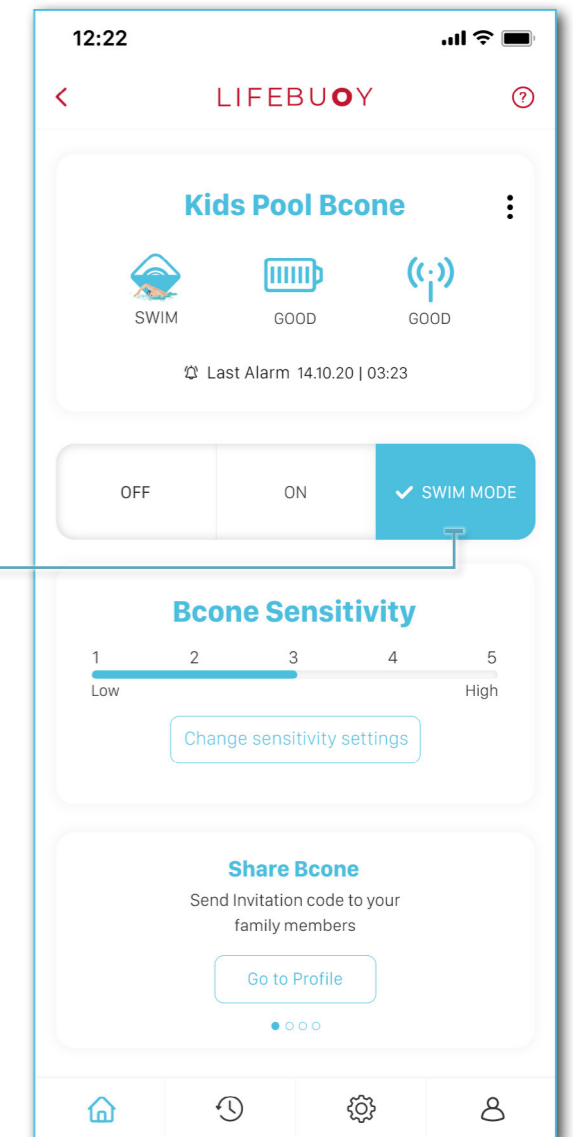 12:22
LIFEBUOY
?
Kids Pool Bcone
SWIM GOOD GOOD
Last Alarm 14.10.20 | 03:23
OFF ON SWIM MODE
Bcone Sensitivity
1 2 3 4 5
Low High
Change sensitivity settings
Share Bcone
Send Invitation code to your
family members
Go to Profile